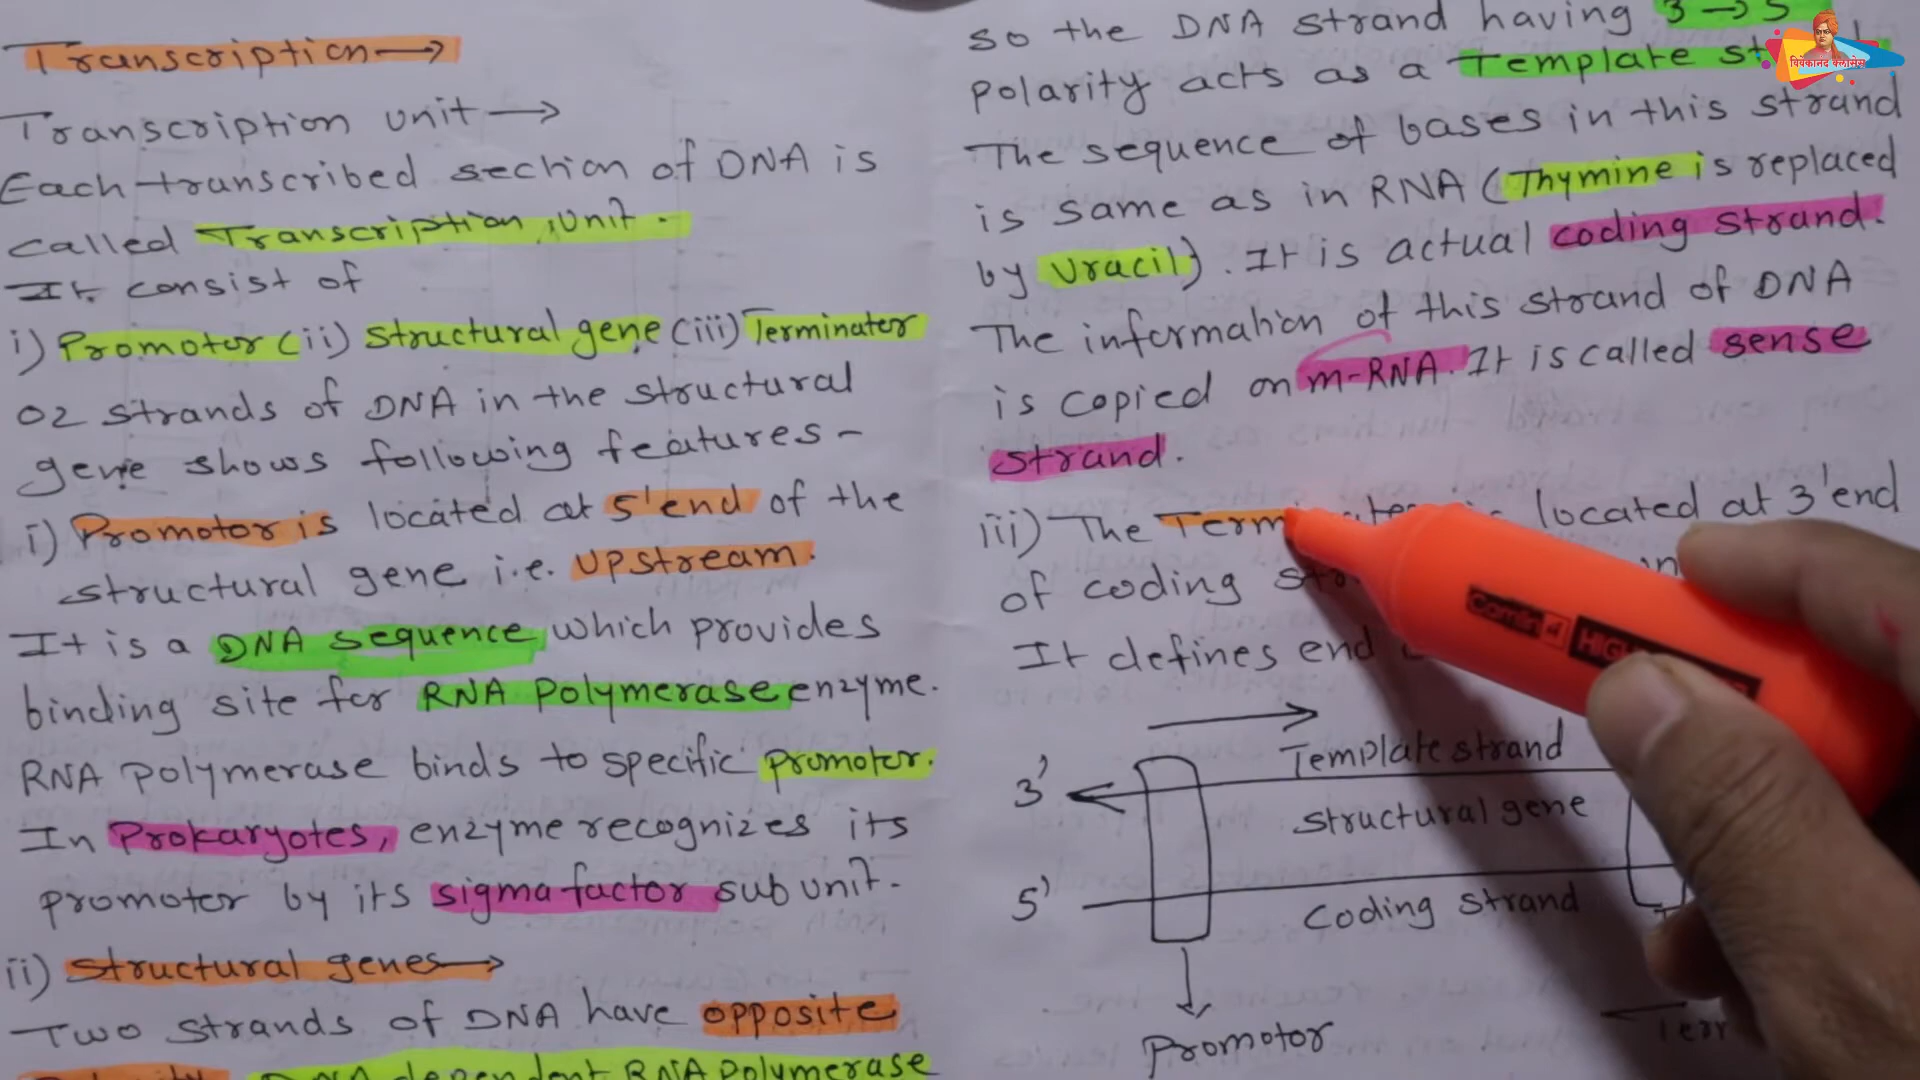 Transcription →
Transcription unit →
Each transcribed section of DNA is
called Transcription unit.
It consist of
i) Promotor (ii) Structural gene (iii) Terminator
02 strands of DNA in the structural
gene shows following features -
i) Promotor is located at 5' end of the
structural gene i.e. Upstream.
It is a DNA sequence which provides
binding site for RNA Polymerase enzyme.
RNA Polymerase binds to specific promoter.
In Prokaryotes, enzyme recognizes its
promoter by its sigma factor sub unit.
ii) Structural genes →
Two strands of DNA have opposite
DNA dependent RNA Polymerase
so the DNA strand having 3 → 5
polarity acts as a Template
The sequence of bases in this strand
is same as in RNA (Thymine is replaced
by Uracil). It is actual coding strand.
The information of this strand of DNA
is copied on m-RNA. It is called sense
strand.
iii) The located at 3' end
of coding
It defines end
Template strand
3'
Structural gene
5'
Coding strand
Promotor
विवेकानंद क्लासेस